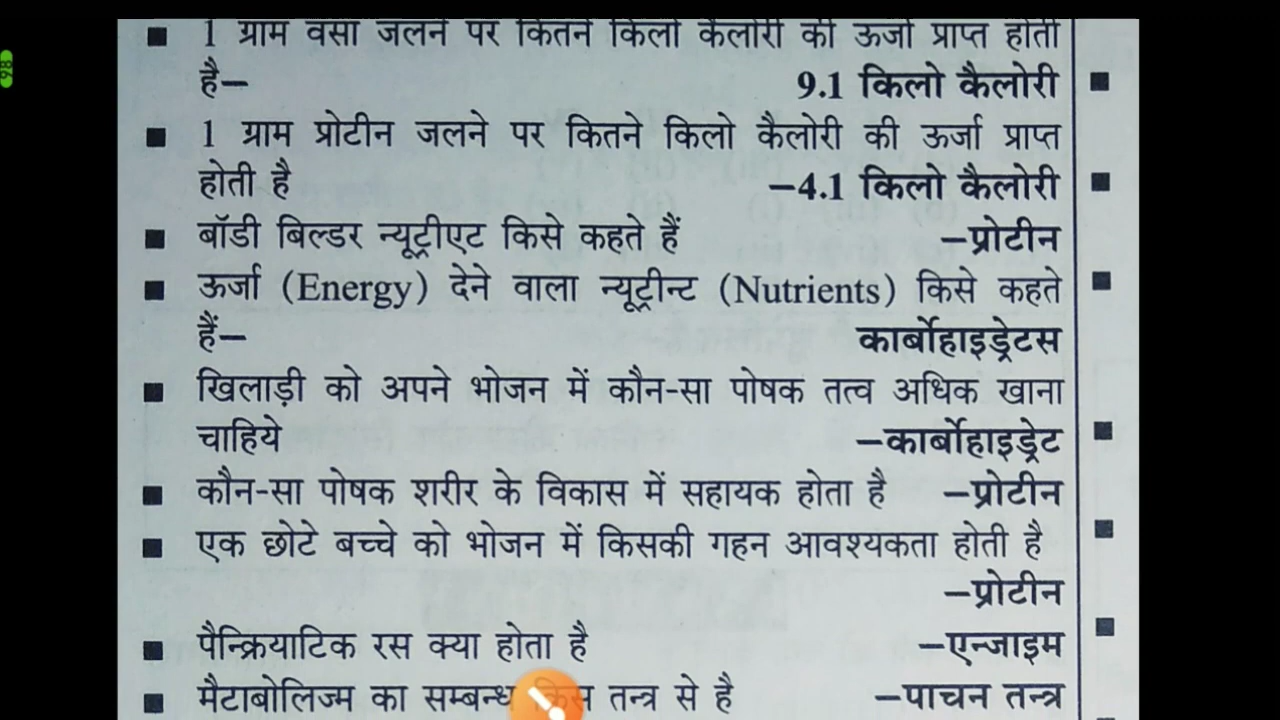 ■ 1 ग्राम वसा जलने पर कितने किलो कैलोरी की ऊर्जा प्राप्त होती
है– 9.1 किलो कैलोरी
■ 1 ग्राम प्रोटीन जलने पर कितने किलो कैलोरी की ऊर्जा प्राप्त
होती है –4.1 किलो कैलोरी
■ बॉडी बिल्डर न्यूट्रीएट किसे कहते हैं –प्रोटीन
■ ऊर्जा (Energy) देने वाला न्यूट्रीन्ट (Nutrients) किसे कहते
हैं– कार्बोहाइड्रेटस
■ खिलाड़ी को अपने भोजन में कौन-सा पोषक तत्व अधिक खाना
चाहिये –कार्बोहाइड्रेट
■ कौन-सा पोषक शरीर के विकास में सहायक होता है –प्रोटीन
■ एक छोटे बच्चे को भोजन में किसकी गहन आवश्यकता होती है
–प्रोटीन
■ पैन्क्रियाटिक रस क्या होता है –एन्जाइम
■ मैटाबोलिज्म का सम्बन्ध किस तन्त्र से है –पाचन तन्त्र
98